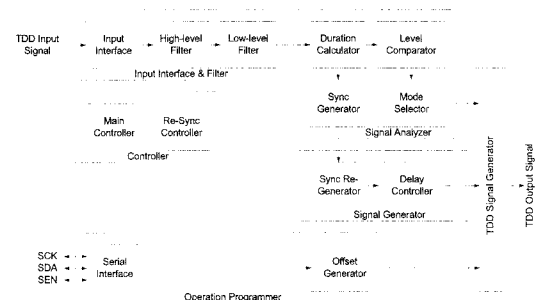 TDD Input Signal
Input Interface
High-level Filter
Low-level Filter
Duration Calculator
Level Comparator
Input Interface & Filter
Sync Generator
Mode Selector
Main Controller
Re-Sync Controller
Signal Analyzer
Controller
Sync Re-Generator
Delay Controller
Signal Generator
TDD Signal Generator
TDD Output Signal
SCK
SDA
SEN
Serial Interface
Offset Generator
Operation Programmer